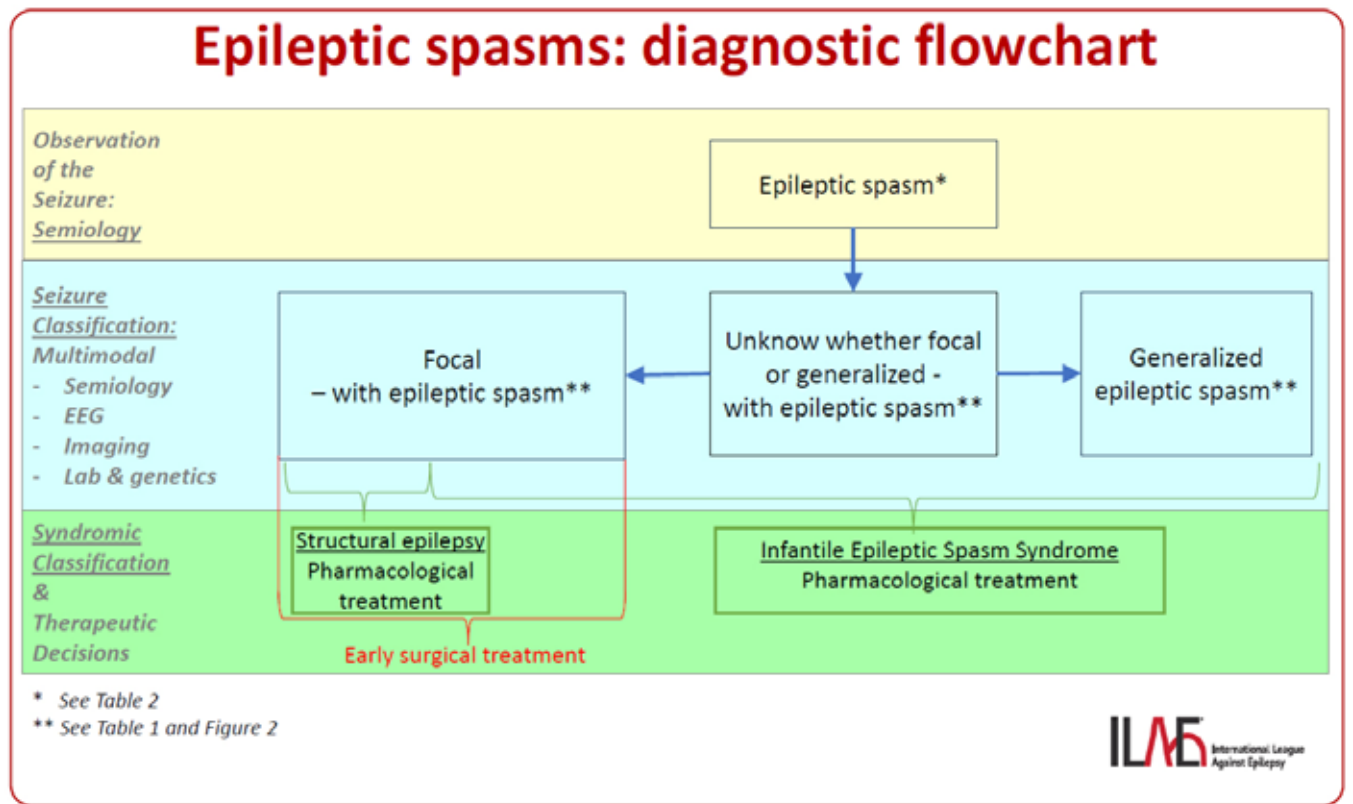 Epileptic spasms: diagnostic flowchart
Observation
of the
Seizure:
Semiology
Epileptic spasm*
Seizure
Classification:
Multimodal
- Semiology
- EEG
- Imaging
- Lab & genetics
Focal
– with epileptic spasm**
Unknow whether focal
or generalized -
with epileptic spasm**
Generalized
epileptic spasm**
Syndromic
Classification
&
Therapeutic
Decisions
Structural epilepsy
Pharmacological
treatment
Early surgical treatment
Infantile Epileptic Spasm Syndrome
Pharmacological treatment
* See Table 2
** See Table 1 and Figure 2
ILAE
International League
Against Epilepsy